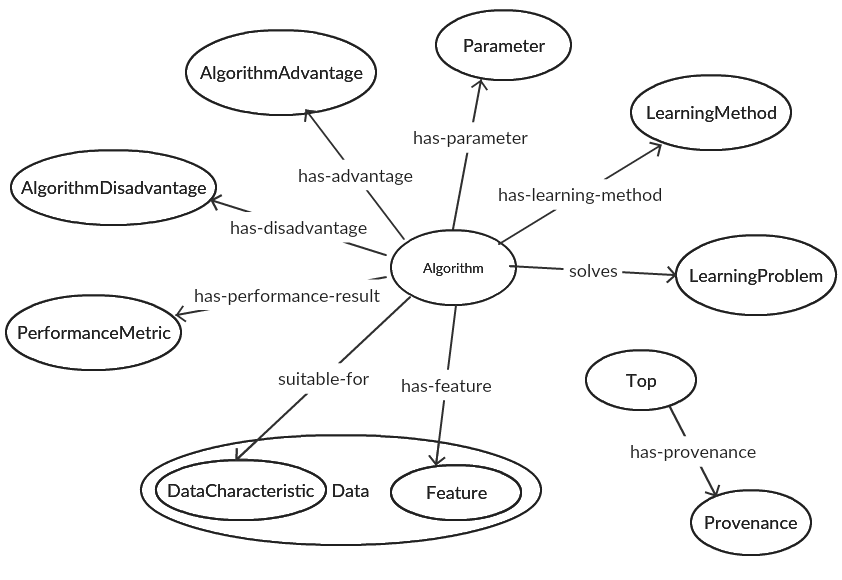 Parameter
AlgorithmAdvantage
LearningMethod
has-parameter
has-advantage
AlgorithmDisadvantage
has-learning-method
has-disadvantage
Algorithm
solves
LearningProblem
has-performance-result
PerformanceMetric
suitable-for
has-feature
Top
has-provenance
DataCharacteristic
Data
Feature
Provenance